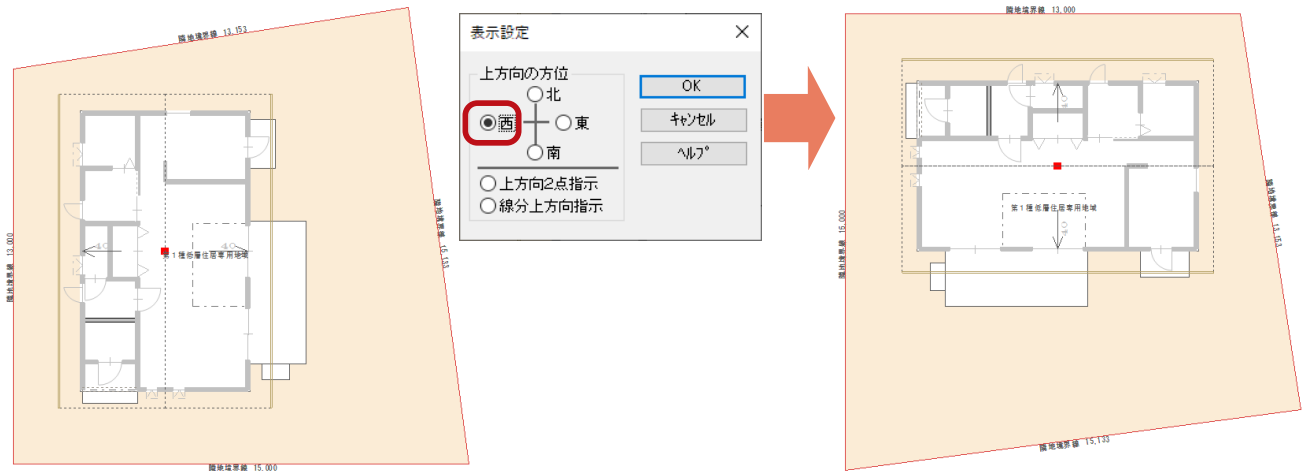 隣地境界線 13,153
隣地境界線 13,000
40
40
第1種低層住居専用地域
隣地境界線 15,133
隣地境界線 15,000
表示設定
上方向の方位
北
西
東
南
上方向2点指示
線分上方向指示
OK
キャンセル
ヘルプ
隣地境界線 13,000
40
隣地境界線 15,000
第1種低層住居専用地域
40
隣地境界線 13,153
隣地境界線 15,133